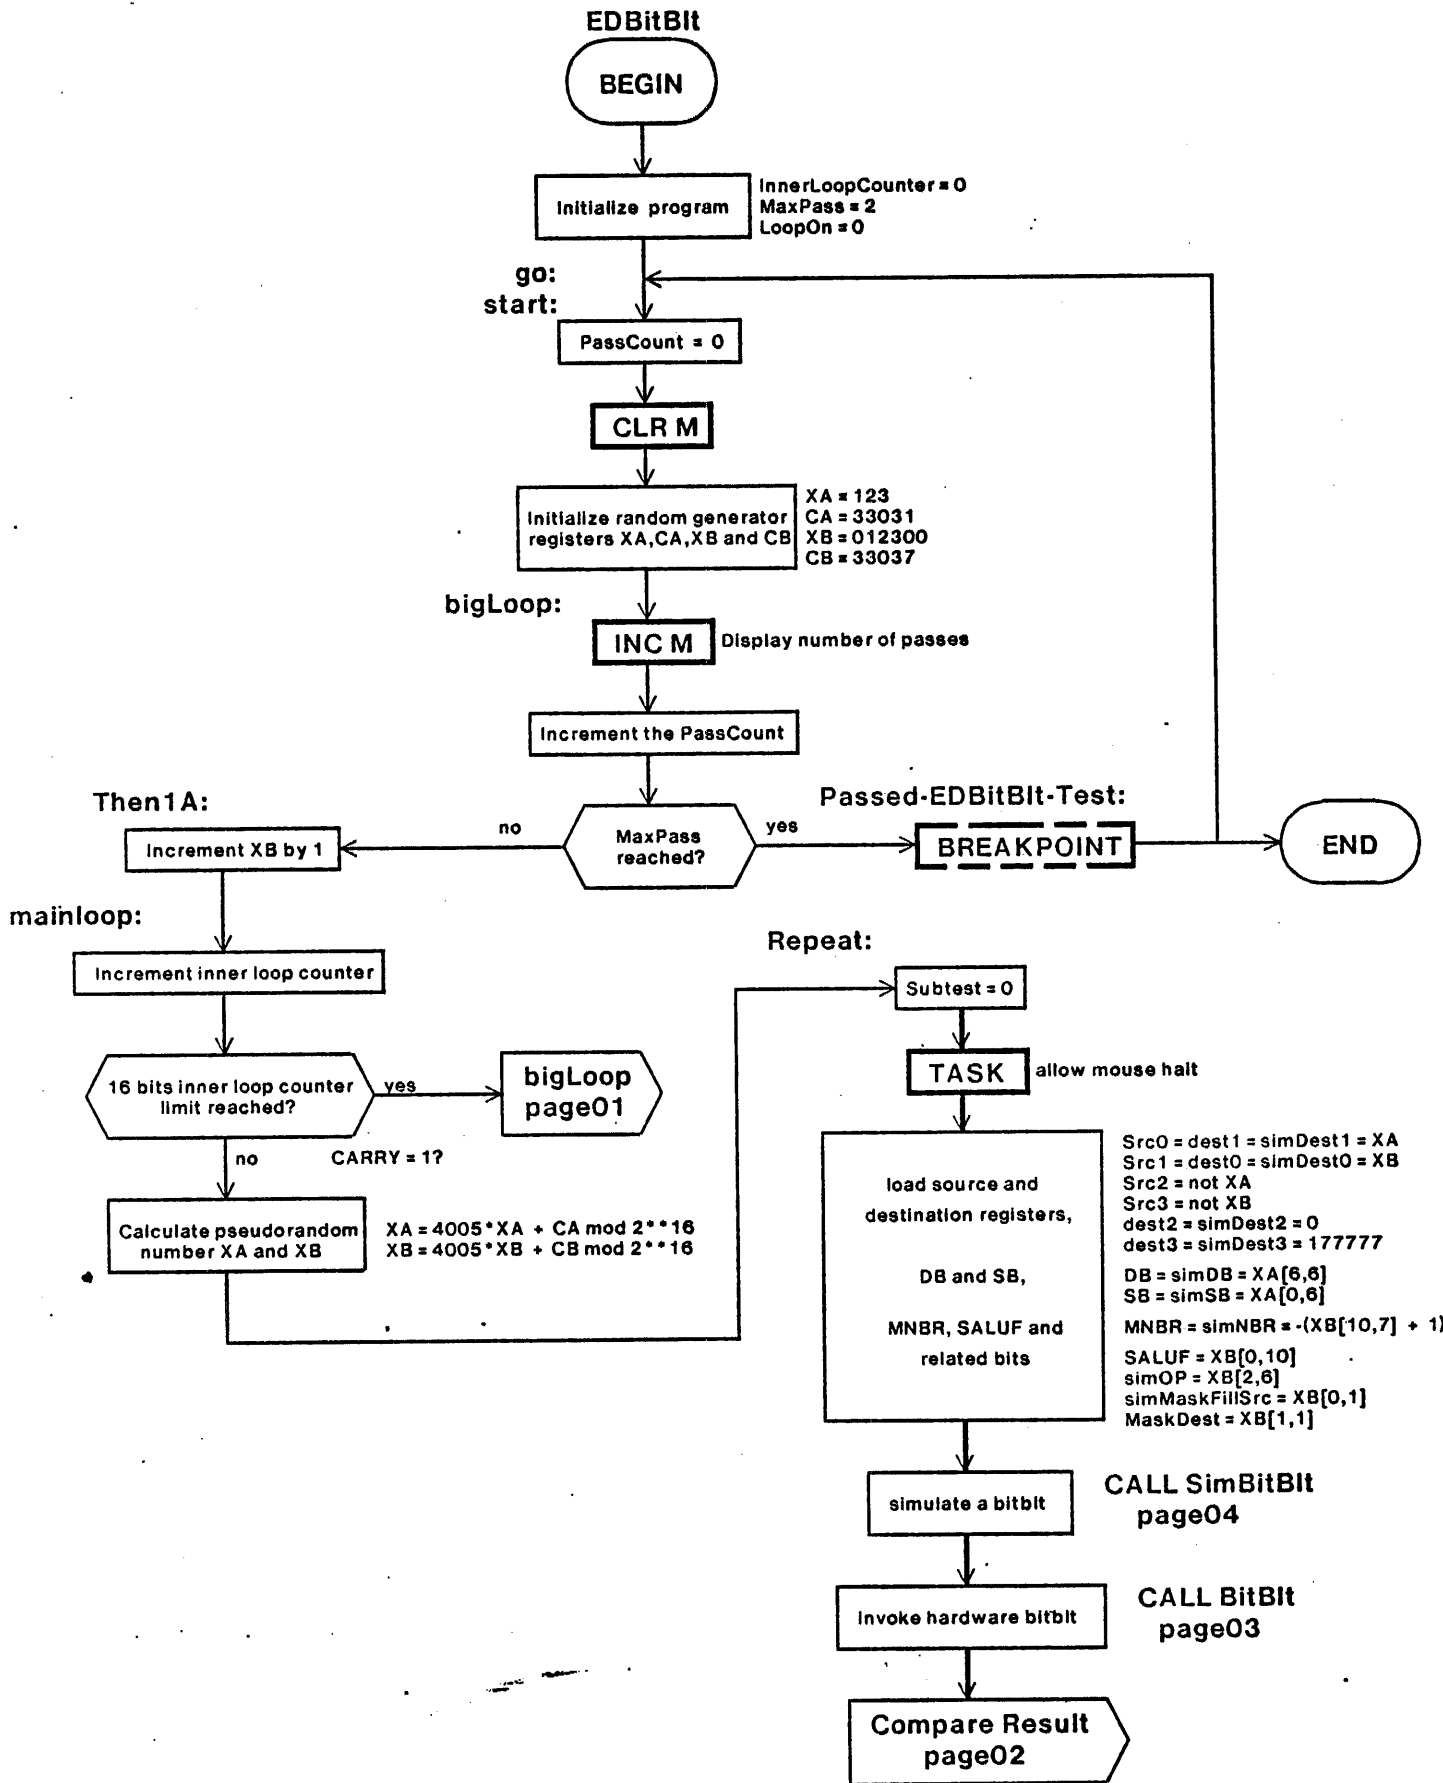 EDBitBlt
BEGIN
Initialize program
InnerLoopCounter = 0
MaxPass = 2
LoopOn = 0
go:
start:
PassCount = 0
CLR M
Initialize random generator
registers XA,CA,XB and CB
XA = 123
CA = 33031
XB = 012300
CB = 33037
bigLoop:
INC M
Display number of passes
Increment the PassCount
MaxPass
reached?
no
yes
Then1A:
Increment XB by 1
Passed-EDBitBlt-Test:
BREAKPOINT
END
mainloop:
Increment inner loop counter
16 bits inner loop counter
limit reached?
yes
bigLoop
page01
no
CARRY = 1?
Calculate pseudorandom
number XA and XB
XA = 4005*XA + CA mod 2**16
XB = 4005*XB + CB mod 2**16
Repeat:
Subtest = 0
TASK
allow mouse halt
load source and
destination registers,
DB and SB,
MNBR, SALUF and
related bits
Src0 = dest1 = simDest1 = XA
Src1 = dest0 = simDest0 = XB
Src2 = not XA
Src3 = not XB
dest2 = simDest2 = 0
dest3 = simDest3 = 177777
DB = simDB = XA[6,6]
SB = simSB = XA[0,6]
MNBR = simNBR = -(XB[10,7] + 1)
SALUF = XB[0,10]
simOP = XB[2,6]
simMaskFillSrc = XB[0,1]
MaskDest = XB[1,1]
simulate a bitblt
CALL SimBitBlt
page04
Invoke hardware bitblt
CALL BitBlt
page03
Compare Result
page02